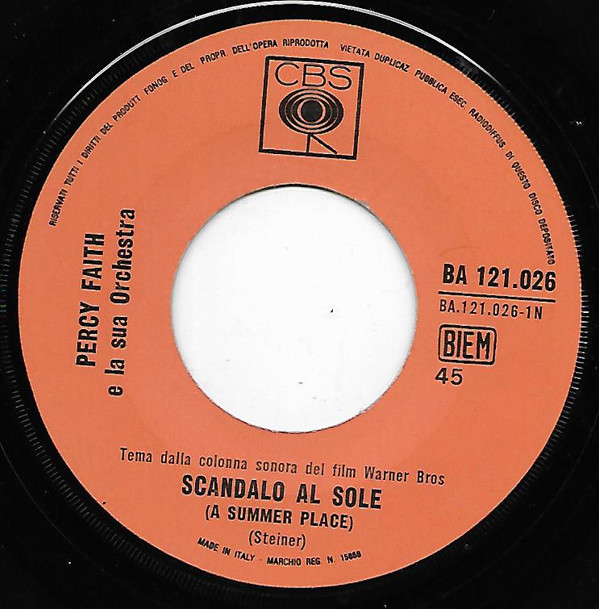 RISERVATI TUTTI I DIRITTI DEL PRODUTT FONOG E DEL PROPR DELL'OPERA RIPRODOTTA VIETATA DUPLICAZ PUBBLICA ESEC RADIODIFFUS DI QUESTO DISCO DEPOSITATO
CBS
PERCY FAITH
e la sua Orchestra
BA 121.026
BA.121.026-1N
BIEM
45
Tema dalla colonna sonora del film Warner Bros
SCANDALO AL SOLE
(A SUMMER PLACE)
(Steiner)
MADE IN ITALY - MARCHIO REG. N. 15858